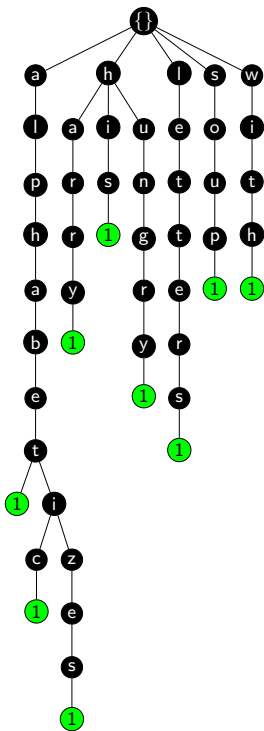 {}
a h l s w
l a i u e o i
p r s n t u t
h r 1 g t p h
a y r e 1 1
b 1 y r
e 1 s
t 1
1 i
c z
1 e
s
1